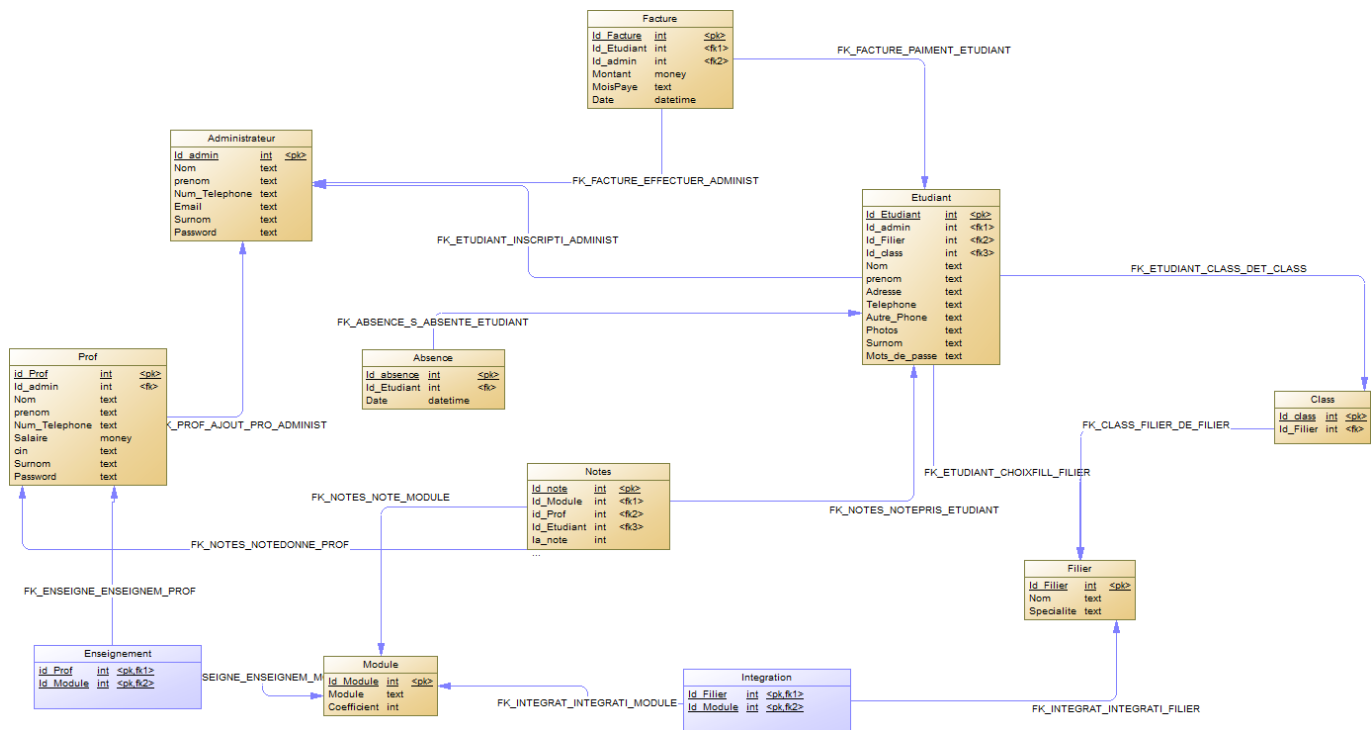 Facture
Id_Facture int <pk>
Id_Etudiant int <fk1>
Id_admin int <fk2>
Montant money
MoisPaye text
Date datetime
FK_FACTURE_PAIMENT_ETUDIANT
Administrateur
Id_admin int <pk>
Nom text
prenom text
Num_Telephone text
Email text
Surnom text
Password text
FK_FACTURE_EFFECTUER_ADMINIST
Etudiant
Id_Etudiant int <pk>
Id_admin int <fk1>
Id_Filier int <fk2>
Id_class int <fk3>
Nom text
prenom text
Adresse text
Telephone text
Autre_Phone text
Photos text
Surnom text
Mots_de_passe text
FK_ETUDIANT_INSCRIPTI_ADMINIST
FK_ETUDIANT_CLASS_DET_CLASS
FK_ABSENCE_S_ABSENTE_ETUDIANT
Prof
id_Prof int <pk>
Id_admin int <fk>
Nom text
prenom text
Num_Telephone text
Salaire money
cin text
Surnom text
Password text
Absence
Id_absence int <pk>
Id_Etudiant int <fk>
Date datetime
Class
Id_class int <pk>
Id_Filier int <fk>
K_PROF_AJOUT_PRO_ADMINIST
FK_CLASS_FILIER_DE_FILIER
FK_ETUDIANT_CHOIXFILL_FILIER
Notes
Id_note int <pk>
Id_Module int <fk1>
id_Prof int <fk2>
Id_Etudiant int <fk3>
la_note int
...
FK_NOTES_NOTE_MODULE
FK_NOTES_NOTEPRIS_ETUDIANT
FK_NOTES_NOTEDONNE_PROF
Filier
Id_Filier int <pk>
Nom text
Specialite text
FK_ENSEIGNE_ENSEIGNEM_PROF
Enseignement
id_Prof int <pk,fk1>
Id_Module int <pk,fk2>
SEIGNE_ENSEIGNEM_M
Module
Id_Module int <pk>
Module text
Coefficient int
Integration
Id_Filier int <pk,fk1>
Id_Module int <pk,fk2>
FK_INTEGRAT_INTEGRATI_MODULE
FK_INTEGRAT_INTEGRATI_FILIER